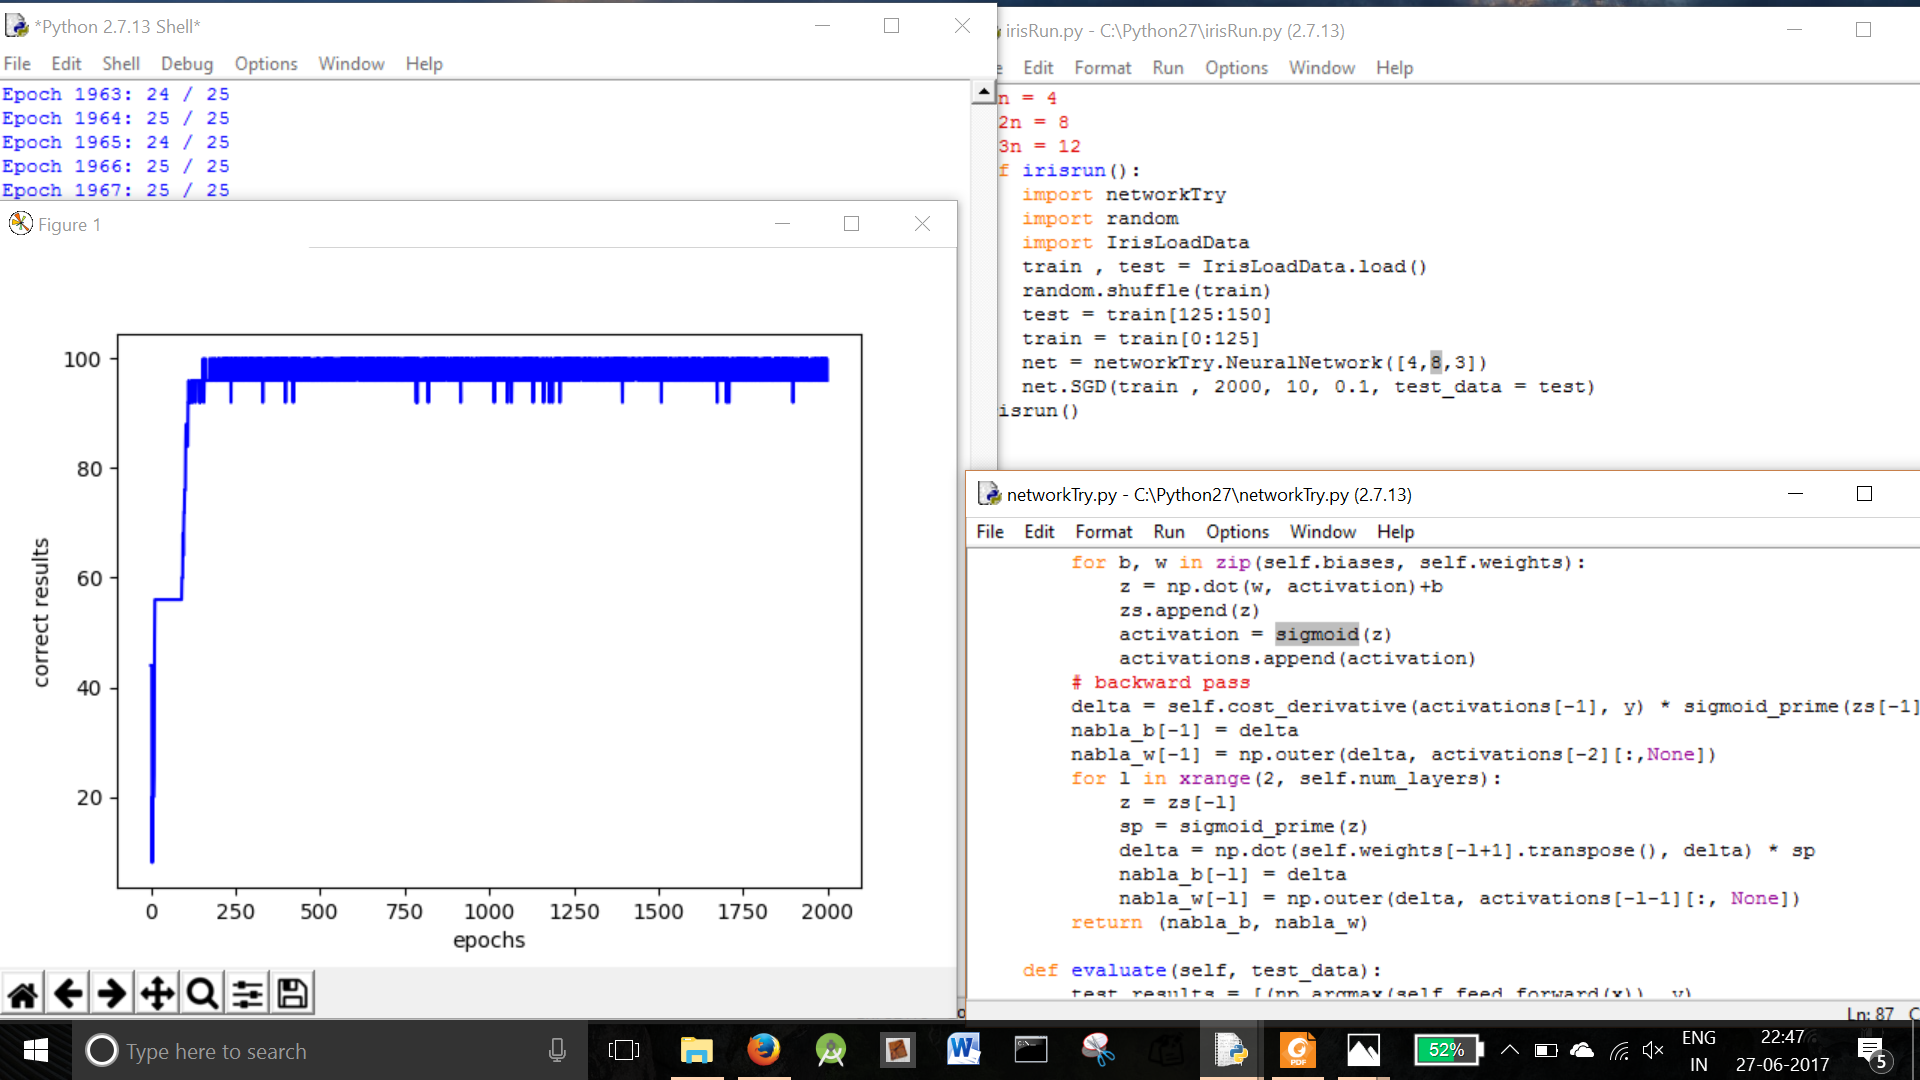 *Python 2.7.13 Shell*
File Edit Shell Debug Options Window Help
Epoch 1963: 24 / 25
Epoch 1964: 25 / 25
Epoch 1965: 24 / 25
Epoch 1966: 25 / 25
Epoch 1967: 25 / 25
Figure 1
100
80
60
40
20
correct results
0 250 500 750 1000 1250 1500 1750 2000
epochs
irisRun.py - C:\Python27\irisRun.py (2.7.13)
Edit Format Run Options Window Help
n = 4
2n = 8
3n = 12
f irisrun():
import networkTry
import random
import IrisLoadData
train , test = IrisLoadData.load()
random.shuffle(train)
test = train[125:150]
train = train[0:125]
net = networkTry.NeuralNetwork([4,8,3])
net.SGD(train , 2000, 10, 0.1, test_data = test)
isrun()
networkTry.py - C:\Python27\networkTry.py (2.7.13)
File Edit Format Run Options Window Help
for b, w in zip(self.biases, self.weights):
z = np.dot(w, activation)+b
zs.append(z)
activation = sigmoid(z)
activations.append(activation)
# backward pass
delta = self.cost_derivative(activations[-1], y) * sigmoid_prime(zs[-1]
nabla_b[-1] = delta
nabla_w[-1] = np.outer(delta, activations[-2][:,None])
for l in xrange(2, self.num_layers):
z = zs[-l]
sp = sigmoid_prime(z)
delta = np.dot(self.weights[-l+1].transpose(), delta) * sp
nabla_b[-l] = delta
nabla_w[-l] = np.outer(delta, activations[-l-1][:, None])
return (nabla_b, nabla_w)
def evaluate(self, test_data):
test_results = [(np.argmax(self.feed_forward(x)), y)
Ln: 87
Type here to search
W
PDF
52%
ENG
IN
22:47
27-06-2017
5